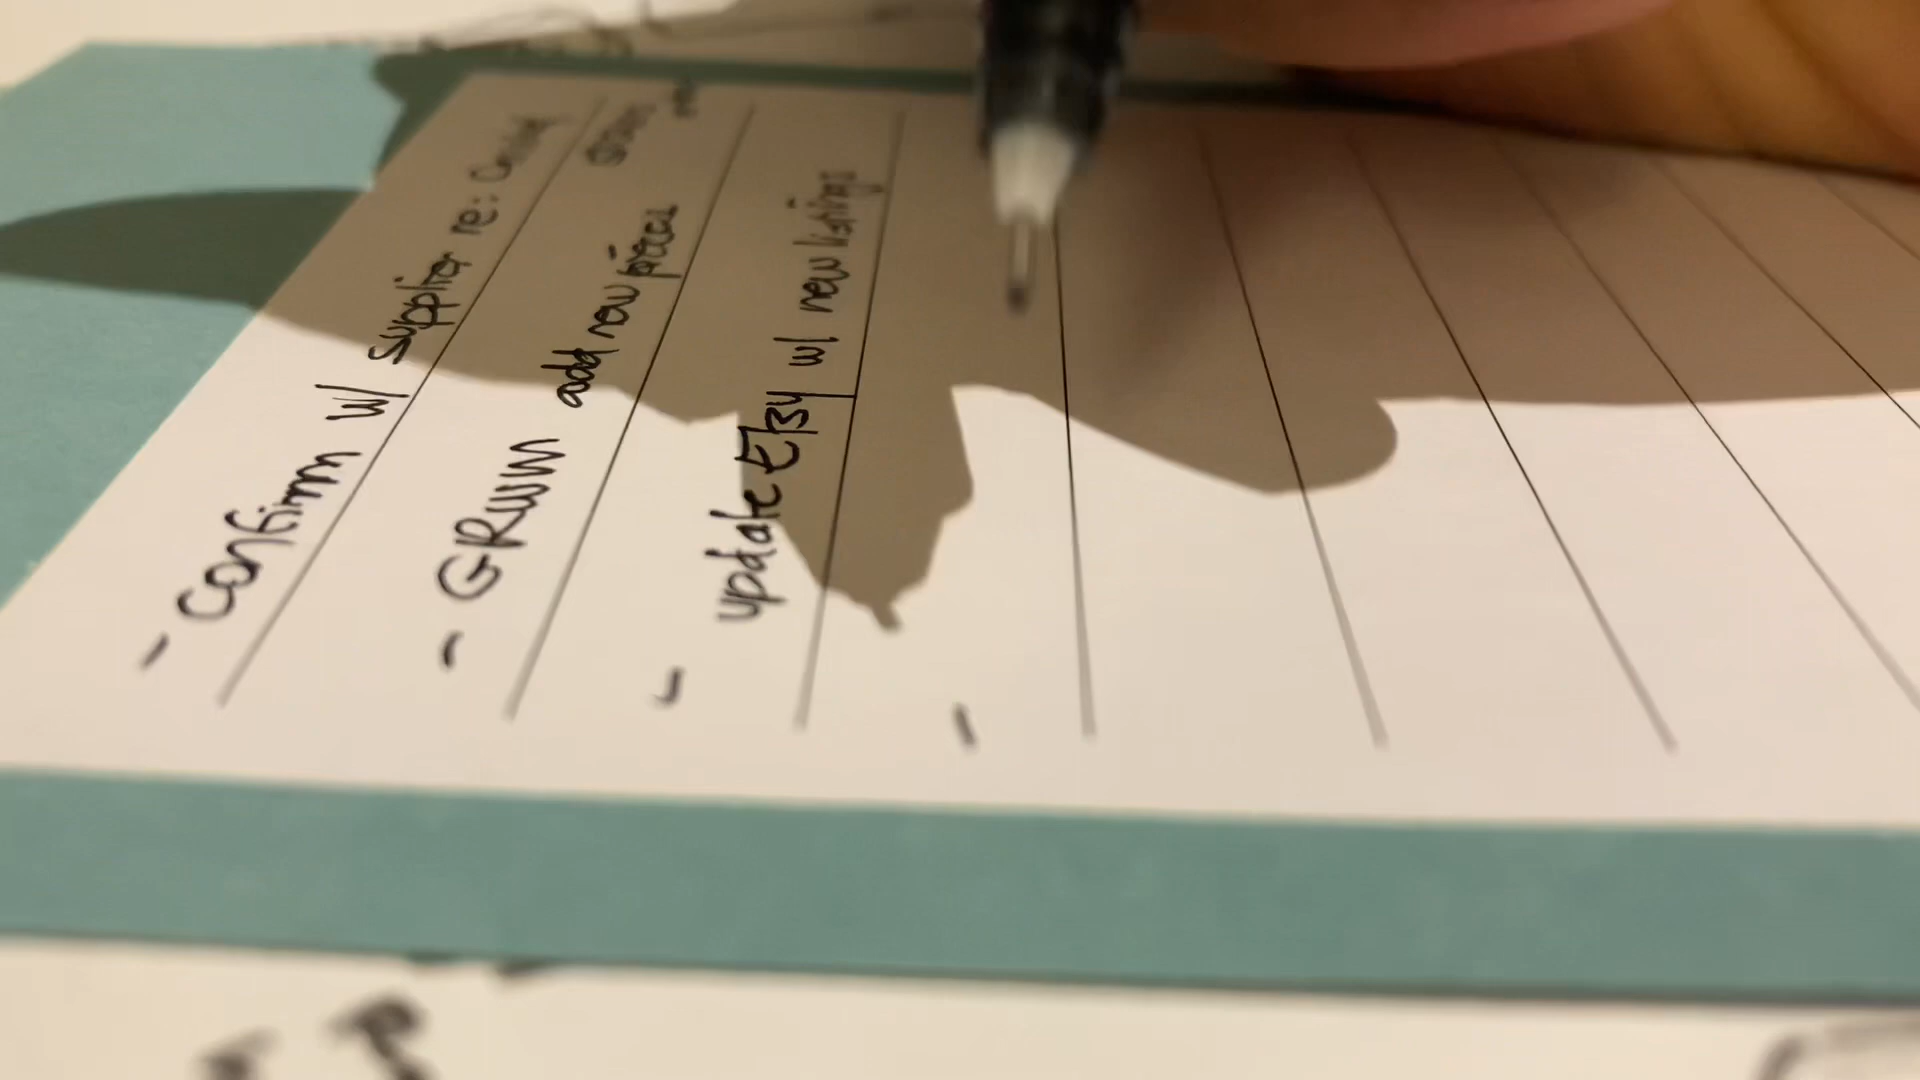 - Confirm w/ supplier re:
- GRWM add new pieces
- update Etsy w/ new listings
-